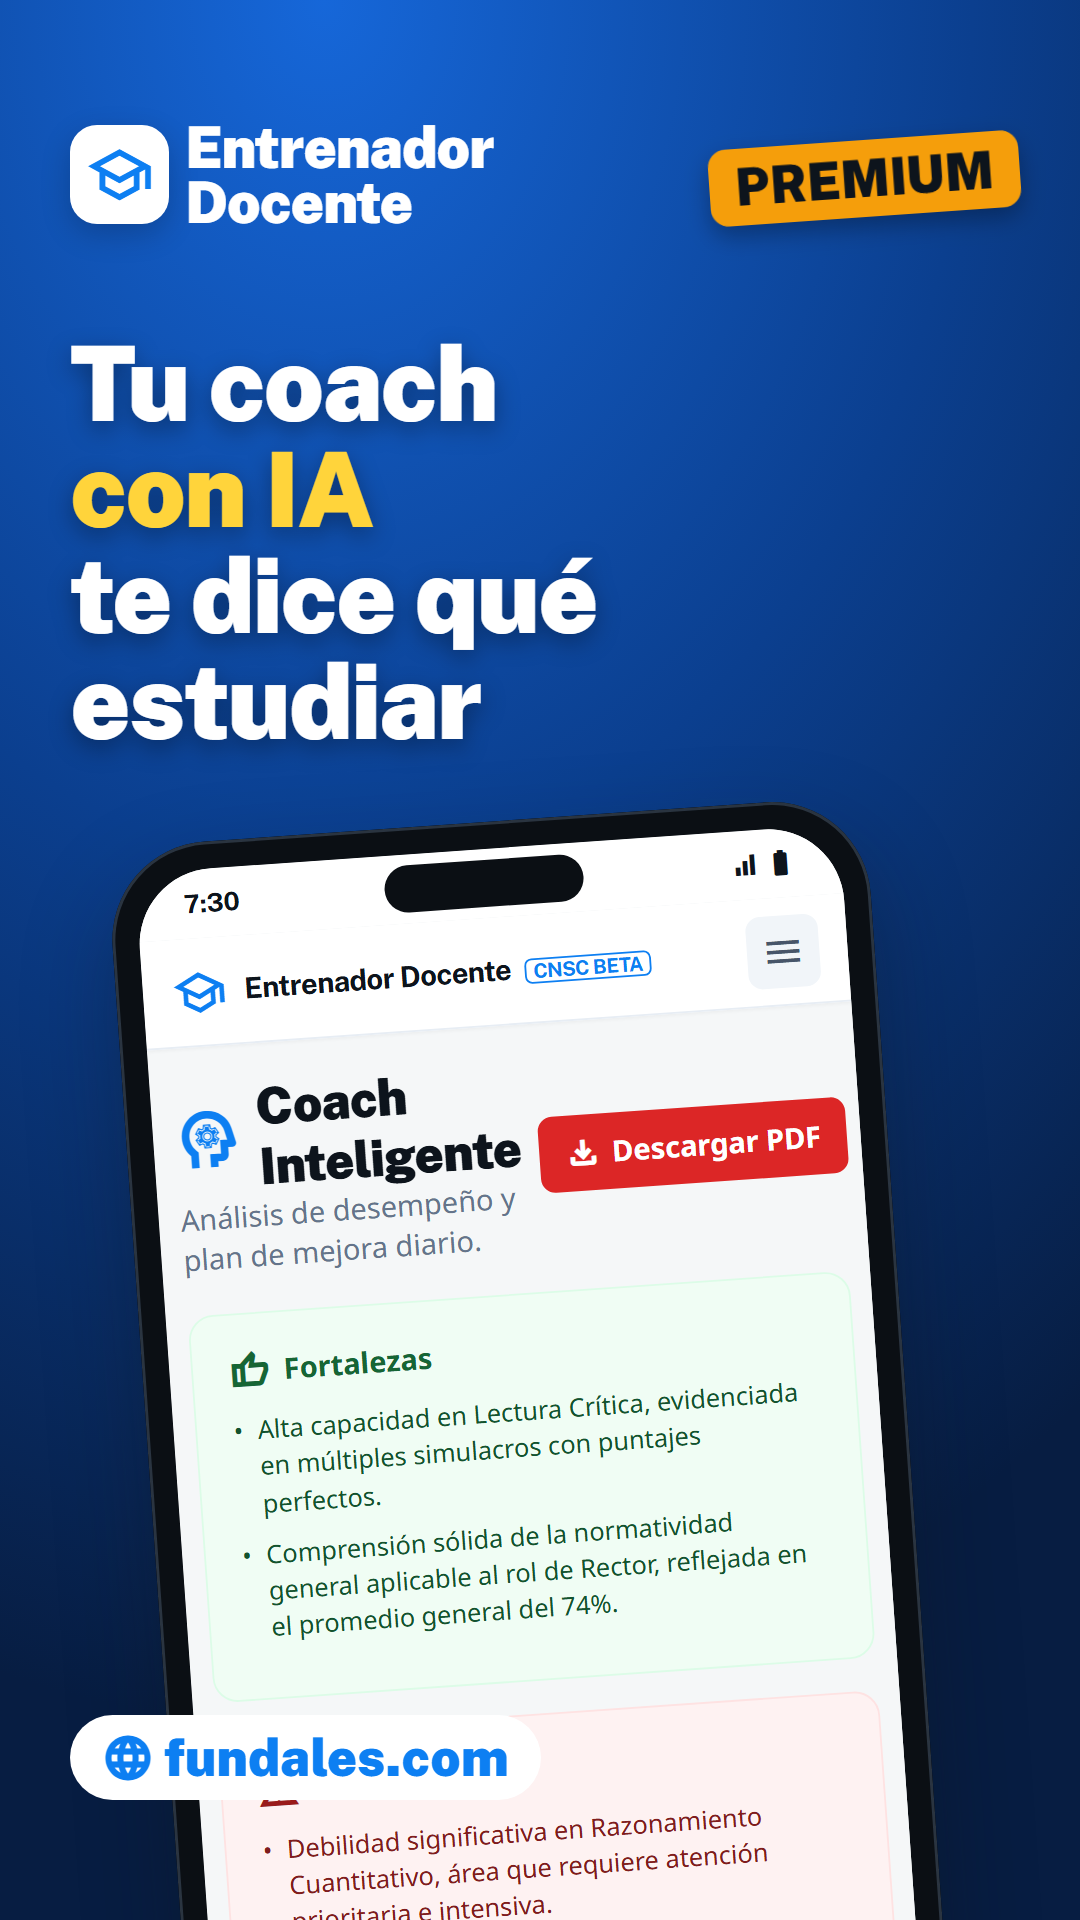 Entrenador
Docente
PREMIUM
Tu coach
con IA
te dice qué
estudiar
7:30
Entrenador Docente CNSC BETA
Coach
Inteligente
Descargar PDF
Análisis de desempeño y
plan de mejora diario.
Fortalezas
• Alta capacidad en Lectura Crítica, evidenciada
en múltiples simulacros con puntajes
perfectos.
• Comprensión sólida de la normatividad
general aplicable al rol de Rector, reflejada en
el promedio general del 74%.
fundales.com
• Debilidad significativa en Razonamiento
Cuantitativo, área que requiere atención
prioritaria e intensiva.